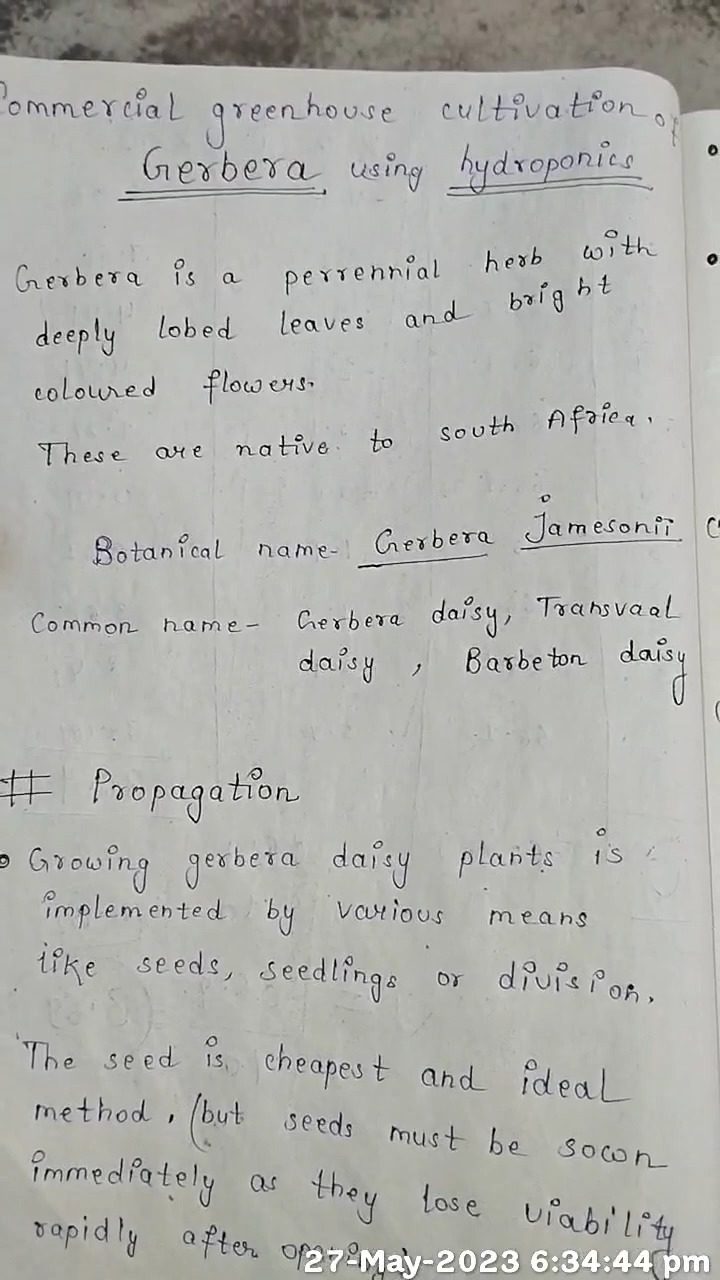 Commercial greenhouse cultivation of
Gerbera using hydroponics
Gerbera is a perrennial herb with
deeply lobed leaves and bright
coloured flowers.
These are native to south Africa.
Botanical name- Gerbera Jamesonii
Common name- Gerbera daisy, Transvaal
daisy, Barbeton daisy
# Propagation
• Growing gerbera daisy plants is
implemented by various means
like seeds, seedlings or division.
The seed is cheapest and ideal
method, (but seeds must be sown
immediately as they lose viability
rapidly after
27-May-2023 6:34:44 pm